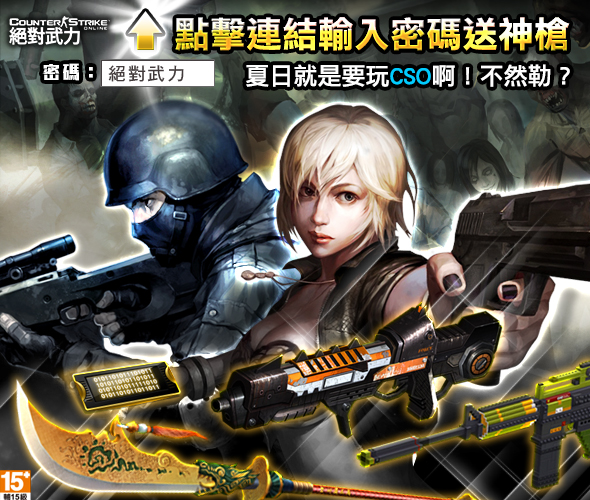 COUNTER STRIKE
ONLINE
絕對武力
點擊連結輸入密碼送神槍
密碼：絕對武力
夏日就是要玩CSO啊！不然勒？
15+
輔15級